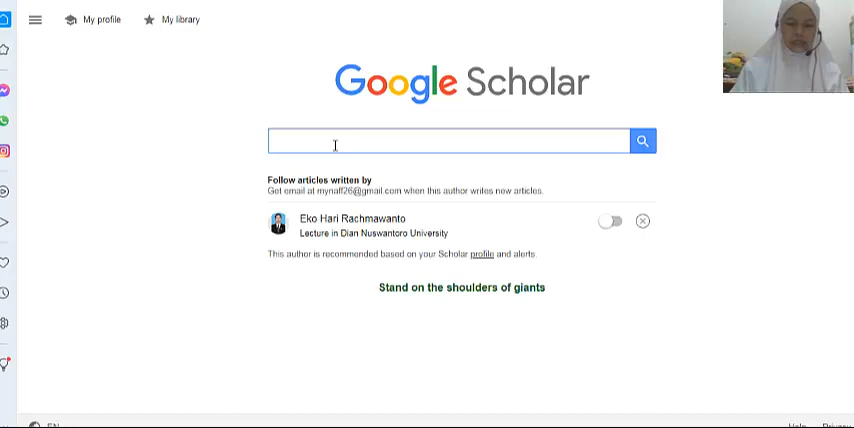 My profile
My library
Google Scholar
Follow articles written by
Get email at mynaff26@gmail.com when this author writes new articles.
Eko Hari Rachmawanto
Lecture in Dian Nuswantoro University
This author is recommended based on your Scholar profile and alerts.
Stand on the shoulders of giants
EN
Help